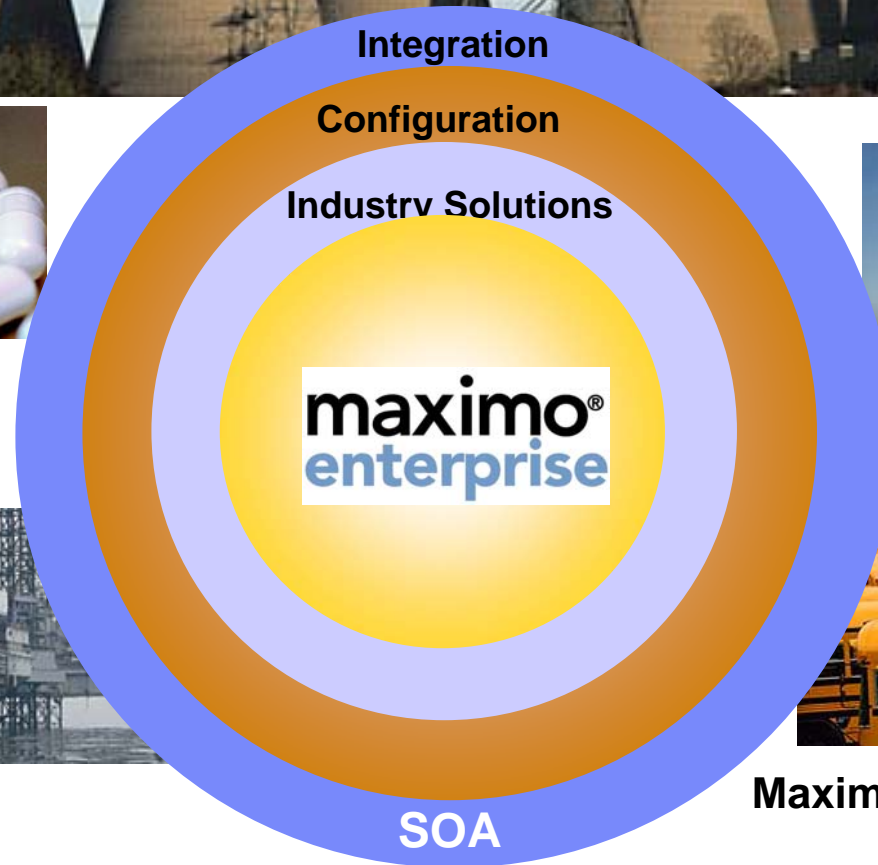 Integration
Configuration
Industry Solutions
maximo®
enterprise
SOA
Maxim